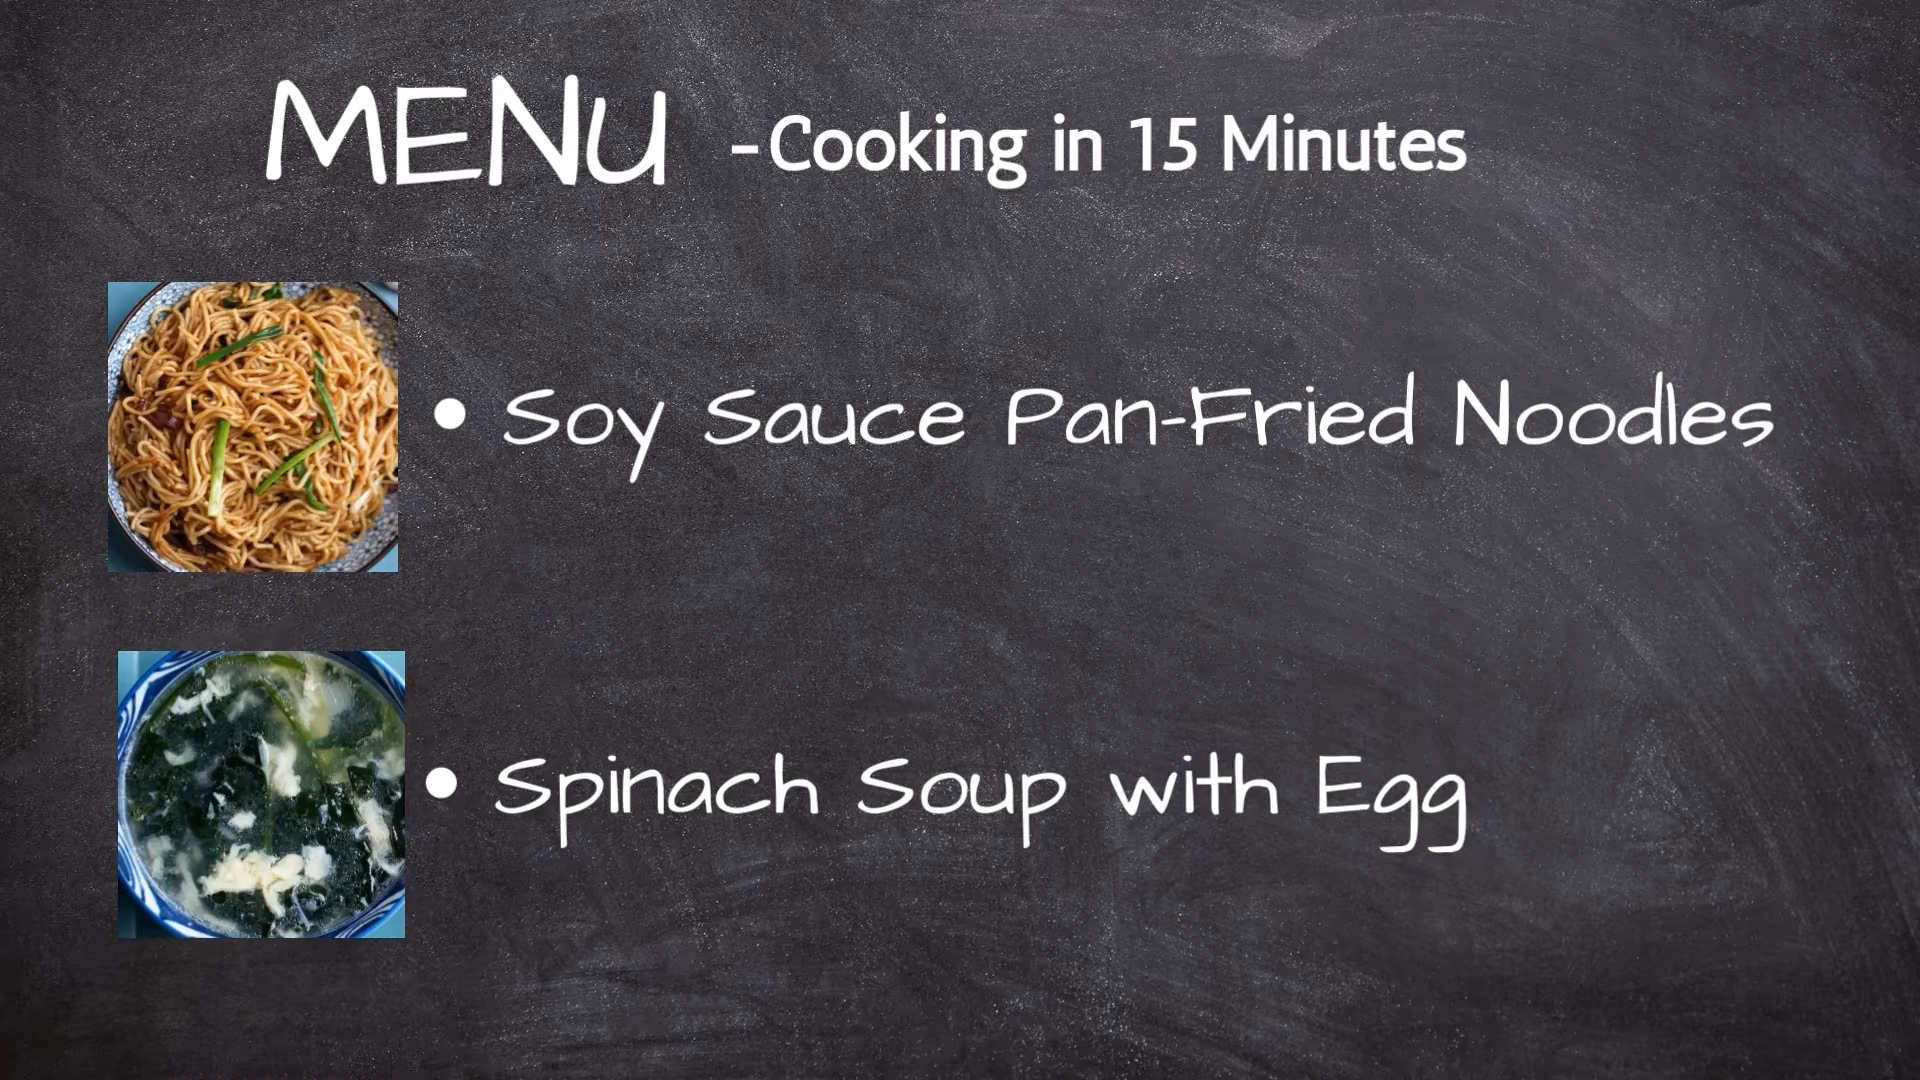 MENU -Cooking in 15 Minutes
• Soy Sauce Pan-Fried Noodles
• Spinach Soup with Egg